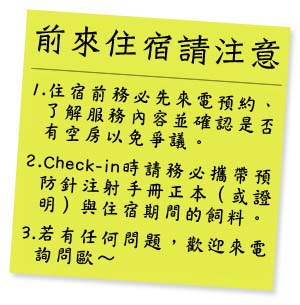 前來住宿請注意
1.住宿前務必先來電預約、
了解服務內容並確認是否
有空房以免爭議。
2.Check-in時請務必攜帶預
防針注射手冊正本（或證
明）與住宿期間的飼料。
3.若有任何問題，歡迎來電
詢問歐～